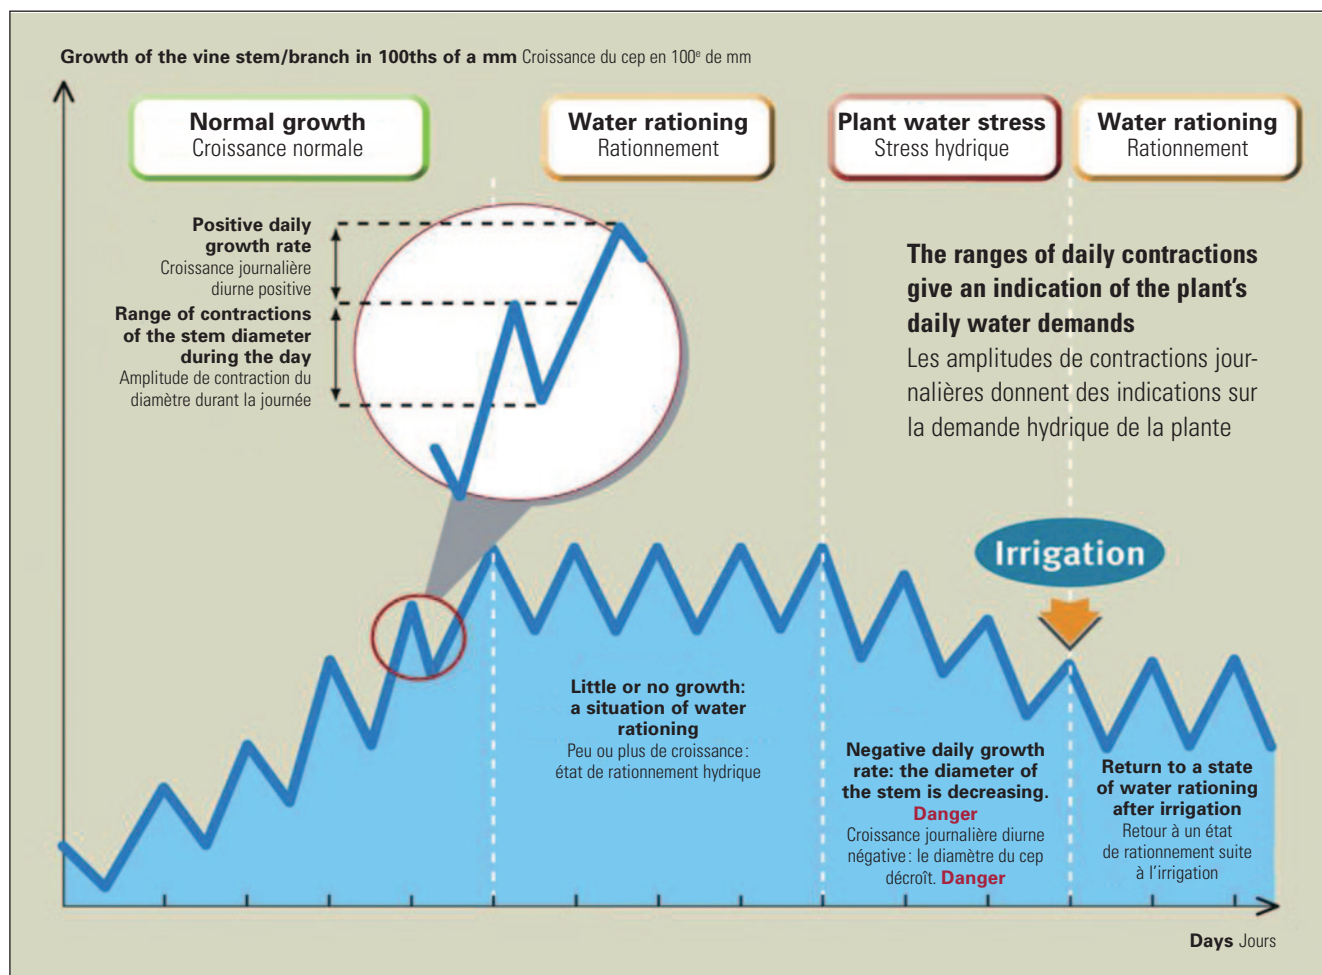 Growth of the vine stem/branch in 100ths of a mm Croissance du cep en 100e de mm
Normal growth
Croissance normale
Water rationing
Rationnement
Plant water stress
Stress hydrique
Water rationing
Rationnement
Positive daily
growth rate
Croissance journalière
diurne positive
Range of contractions
of the stem diameter
during the day
Amplitude de contraction du
diamètre durant la journée
The ranges of daily contractions
give an indication of the plant's
daily water demands
Les amplitudes de contractions jour-
nalières donnent des indications sur
la demande hydrique de la plante
Irrigation
Little or no growth:
a situation of water
rationing
Peu ou plus de croissance :
état de rationnement hydrique
Negative daily growth
rate: the diameter of
the stem is decreasing.
Danger
Croissance journalière diurne
négative : le diamètre du cep
décroît. Danger
Return to a state
of water rationing
after irrigation
Retour à un état
de rationnement suite
à l'irrigation
Days Jours